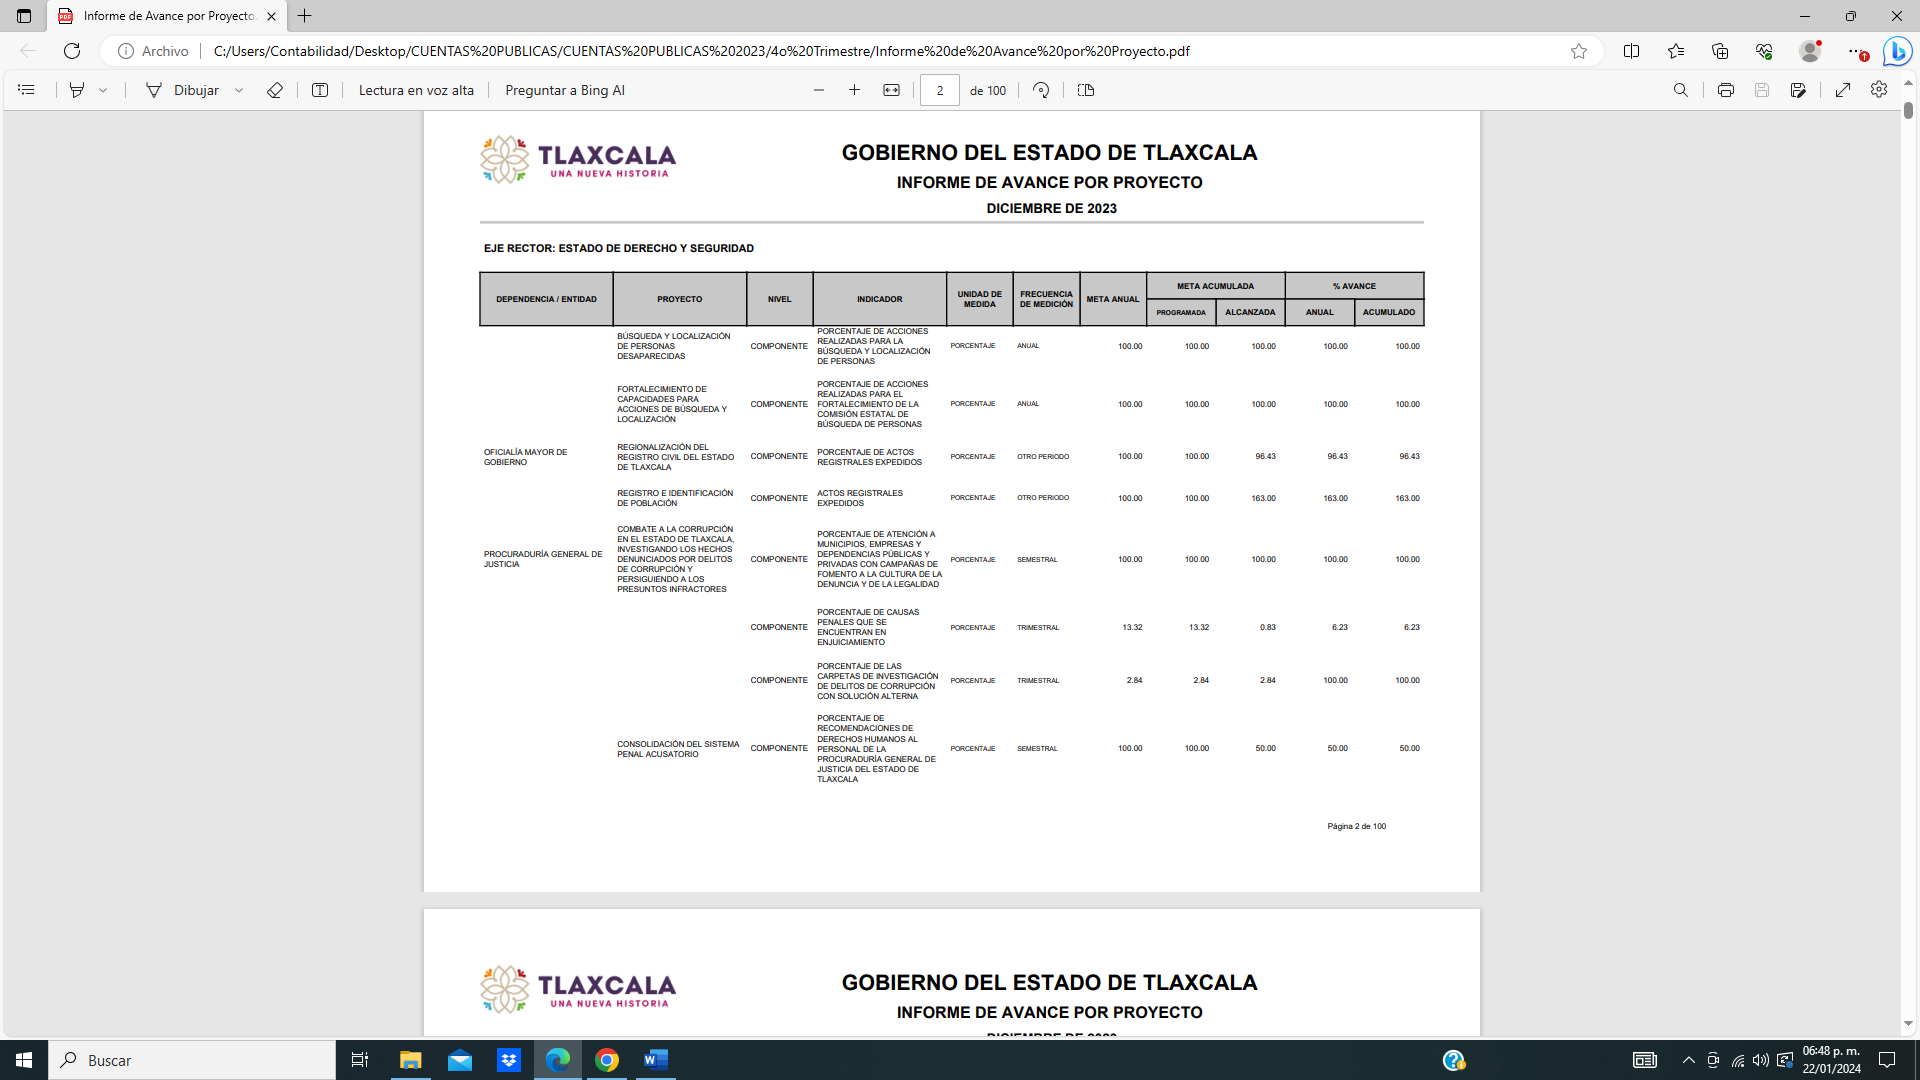 Informe de Avance por Proyecto
Archivo
C:/Users/Contabilidad/Desktop/CUENTAS%20PUBLICAS/CUENTAS%20PUBLICAS%202023/4o%20Trimestre/Informe%20de%20Avance%20por%20Proyecto.pdf
Dibujar
Lectura en voz alta
Preguntar a Bing AI
2 de 100
TLAXCALA
UNA NUEVA HISTORIA
GOBIERNO DEL ESTADO DE TLAXCALA
INFORME DE AVANCE POR PROYECTO
DICIEMBRE DE 2023
EJE RECTOR: ESTADO DE DERECHO Y SEGURIDAD
DEPENDENCIA / ENTIDAD
PROYECTO
NIVEL
INDICADOR
UNIDAD DE
MEDIDA
FRECUENCIA
DE MEDICIÓN
META ANUAL
META ACUMULADA
PROGRAMADA
ALCANZADA
% AVANCE
ANUAL
ACUMULADO
BÚSQUEDA Y LOCALIZACIÓN
DE PERSONAS
DESAPARECIDAS
COMPONENTE
PORCENTAJE DE ACCIONES
REALIZADAS PARA LA
BÚSQUEDA Y LOCALIZACIÓN
DE PERSONAS
PORCENTAJE
ANUAL
100.00 100.00 100.00 100.00 100.00
FORTALECIMIENTO DE
CAPACIDADES PARA
ACCIONES DE BÚSQUEDA Y
LOCALIZACIÓN
COMPONENTE
PORCENTAJE DE ACCIONES
REALIZADAS PARA EL
FORTALECIMIENTO DE LA
COMISIÓN ESTATAL DE
BÚSQUEDA DE PERSONAS
PORCENTAJE
ANUAL
100.00 100.00 100.00 100.00 100.00
OFICIALÍA MAYOR DE
GOBIERNO
REGIONALIZACIÓN DEL
REGISTRO CIVIL DEL ESTADO
DE TLAXCALA
COMPONENTE
PORCENTAJE DE ACTOS
REGISTRALES EXPEDIDOS
PORCENTAJE
OTRO PERIODO
100.00 100.00 96.43 96.43 96.43
REGISTRO E IDENTIFICACIÓN
DE POBLACIÓN
COMPONENTE
ACTOS REGISTRALES
EXPEDIDOS
PORCENTAJE
OTRO PERIODO
100.00 100.00 163.00 163.00 163.00
PROCURADURÍA GENERAL DE
JUSTICIA
COMBATE A LA CORRUPCIÓN
EN EL ESTADO DE TLAXCALA,
INVESTIGANDO LOS HECHOS
DENUNCIADOS POR DELITOS
DE CORRUPCIÓN Y
PERSIGUIENDO A LOS
PRESUNTOS INFRACTORES
COMPONENTE
PORCENTAJE DE ATENCIÓN A
MUNICIPIOS, EMPRESAS Y
DEPENDENCIAS PÚBLICAS Y
PRIVADAS CON CAMPAÑAS DE
FOMENTO A LA CULTURA DE LA
DENUNCIA Y DE LA LEGALIDAD
PORCENTAJE
SEMESTRAL
100.00 100.00 100.00 100.00 100.00
COMPONENTE
PORCENTAJE DE CAUSAS
PENALES QUE SE
ENCUENTRAN EN
ENJUICIAMIENTO
PORCENTAJE
TRIMESTRAL
13.32 13.32 0.83 6.23 6.23
COMPONENTE
PORCENTAJE DE LAS
CARPETAS DE INVESTIGACIÓN
DE DELITOS DE CORRUPCIÓN
CON SOLUCIÓN ALTERNA
PORCENTAJE
TRIMESTRAL
2.84 2.84 2.84 100.00 100.00
CONSOLIDACIÓN DEL SISTEMA
PENAL ACUSATORIO
COMPONENTE
PORCENTAJE DE
RECOMENDACIONES DE
DERECHOS HUMANOS AL
PERSONAL DE LA
PROCURADURÍA GENERAL DE
JUSTICIA DEL ESTADO DE
TLAXCALA
PORCENTAJE
SEMESTRAL
100.00 100.00 50.00 50.00 50.00
Página 2 de 100
TLAXCALA
UNA NUEVA HISTORIA
GOBIERNO DEL ESTADO DE TLAXCALA
INFORME DE AVANCE POR PROYECTO
DICIEMBRE DE 2023
Buscar
06:48 p. m.
22/01/2024